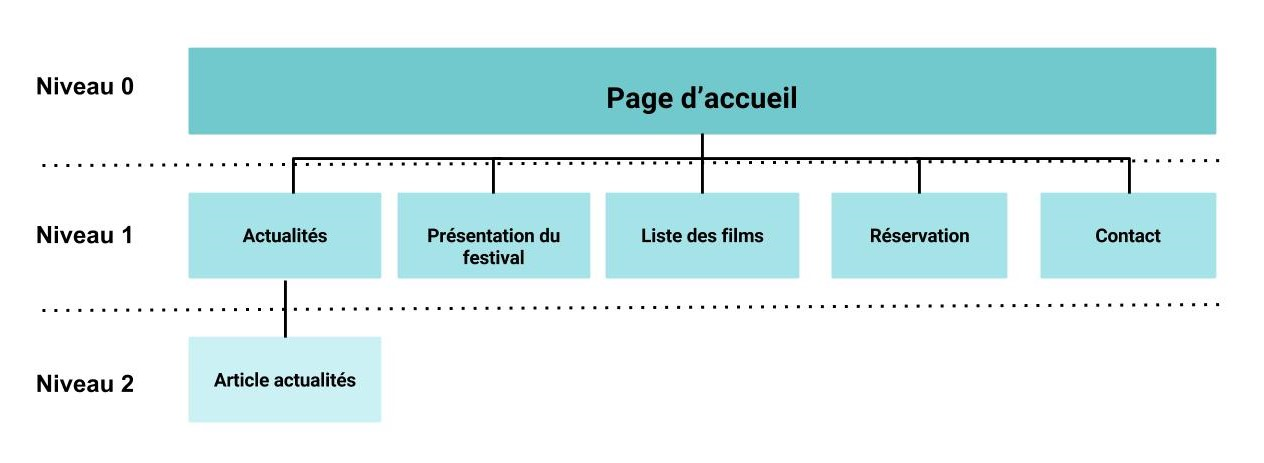 Niveau 0
Page d’accueil
Niveau 1
Actualités
Présentation du
festival
Liste des films
Réservation
Contact
Niveau 2
Article actualités